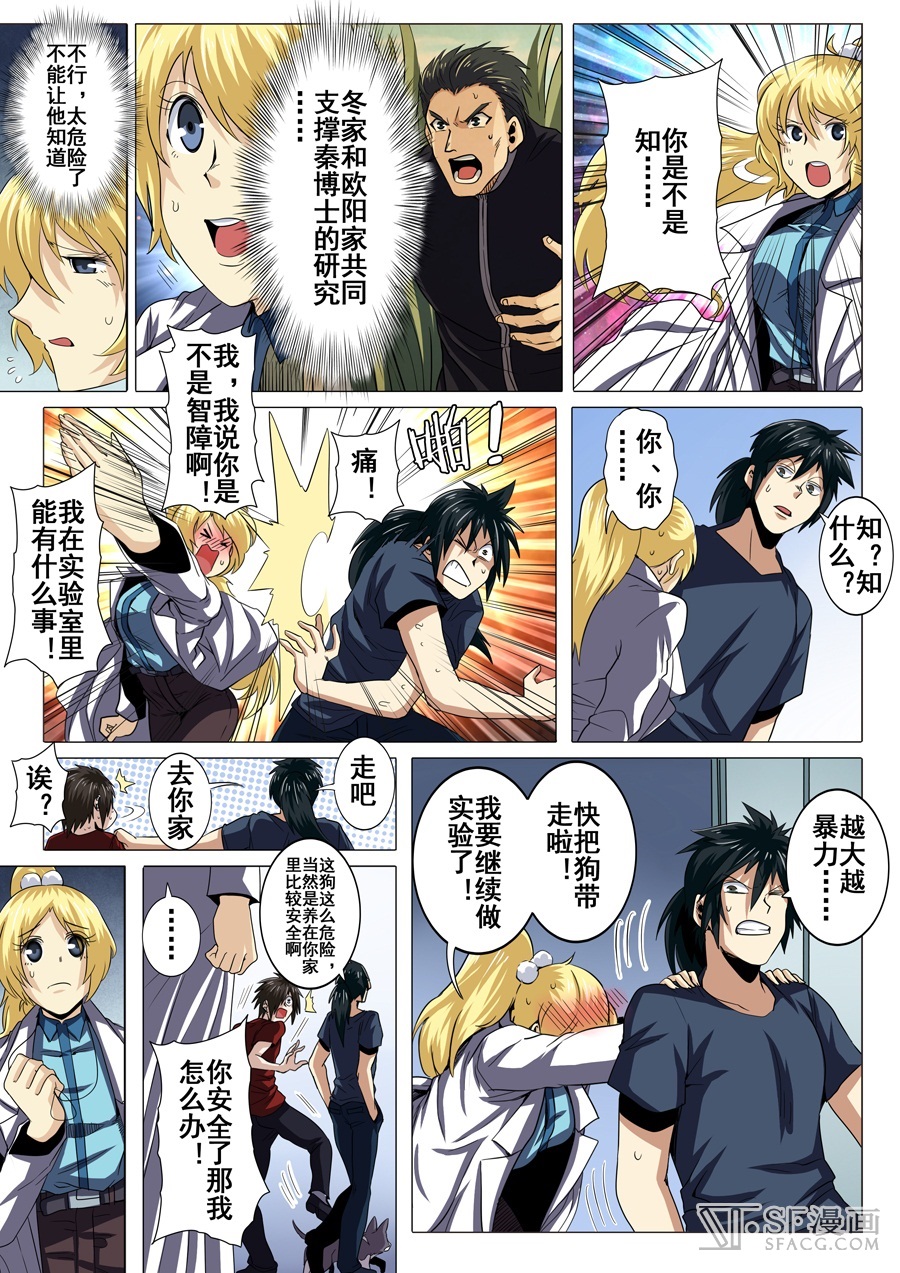 你是不是
知……
冬家和欧阳家共同
支撑秦博士的研究
……
不行，太危险了
不能让他知道
知？知
什么？
你、你
……
啪！
痛！
我，我说你是
不是智障啊！
我在实验室里
能有什么事！
越大越
暴力……
快把狗带
走啦！
我要继续做
实验了！
走吧
去你家
诶？
这狗这么危险，
当然是养在你家
里比较安全啊
你安全了那我
怎么办！
……
SF漫画
SFACG.COM